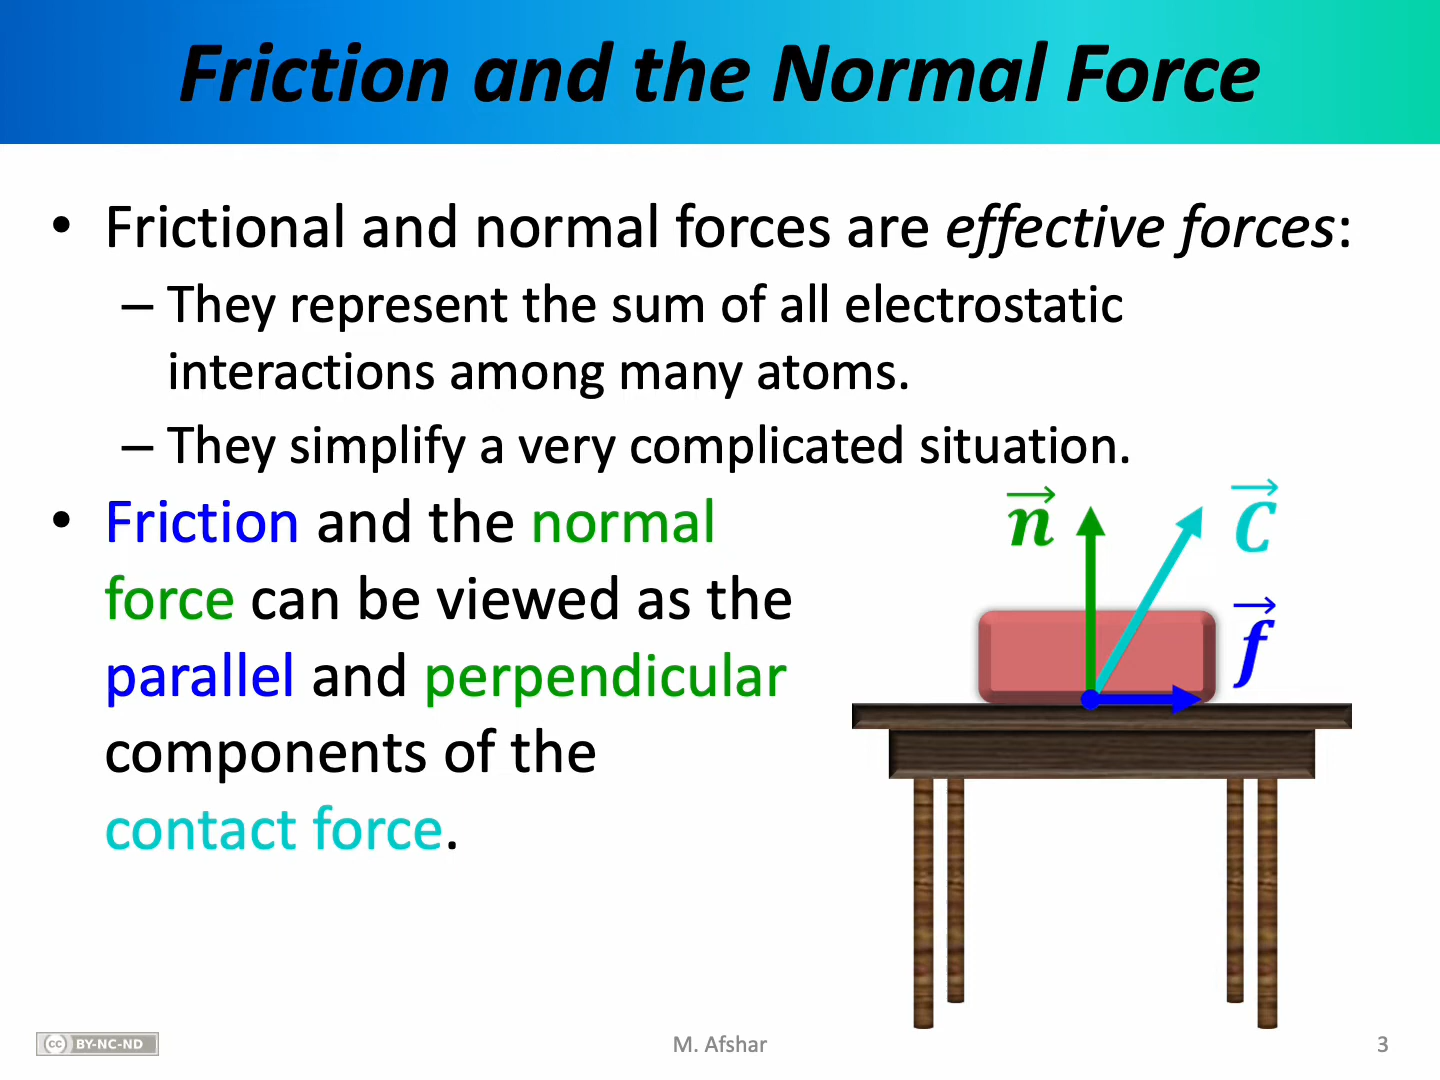 Friction and the Normal Force
• Frictional and normal forces are effective forces:
– They represent the sum of all electrostatic
interactions among many atoms.
– They simplify a very complicated situation.
• Friction and the normal
force can be viewed as the
parallel and perpendicular
components of the
contact force.
n⃗
C⃗
f⃗
cc BY-NC-ND
M. Afshar
3